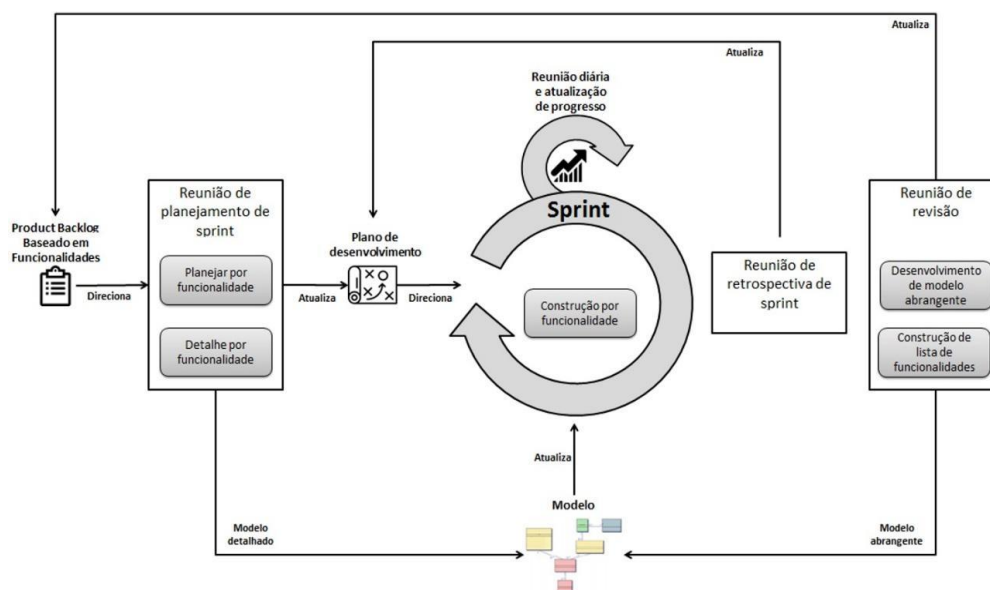 Atualiza
Atualiza
Reunião diária
e atualização
de progresso
Reunião de
planejamento de
sprint
Sprint
Reunião de
revisão
Product Backlog
Baseado em
Funcionalidades
Plano de
desenvolvimento
Planejar por
funcionalidade
Reunião de
retrospectiva de
sprint
Desenvolvimento
de modelo
abrangente
Direciona
Atualiza
Direciona
Construção por
funcionalidade
Detalhe por
funcionalidade
Construção de
lista de
funcionalidades
Atualiza
Modelo
Modelo
detalhado
Modelo
abrangente